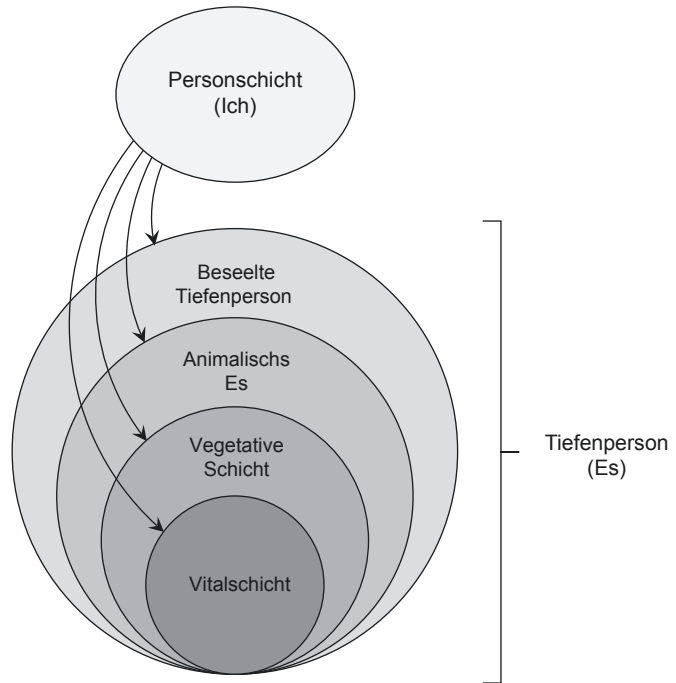 Personschicht
(Ich)
Beseelte
Tiefenperson
Animalischs
Es
Vegetative
Schicht
Vitalschicht
Tiefenperson
(Es)